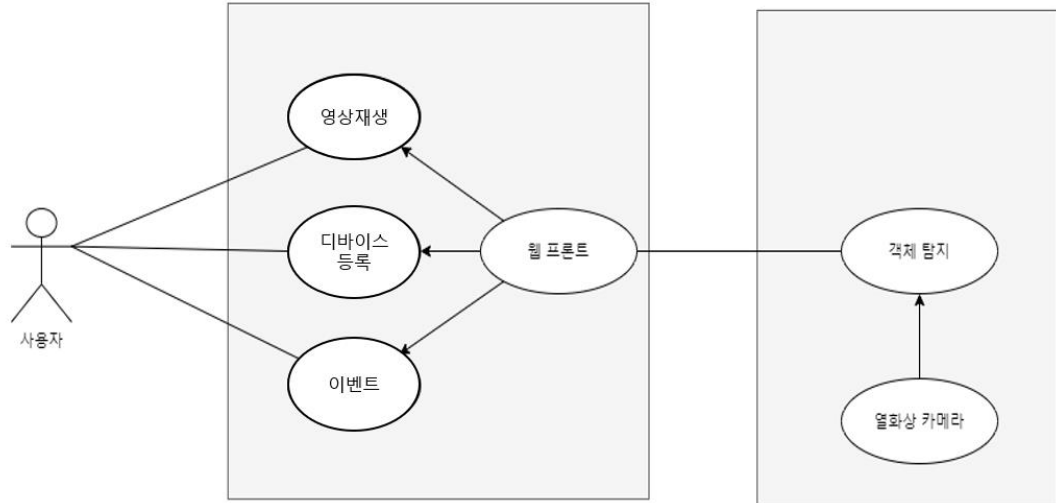 영상재생
디바이스
등록
이벤트
웹 프론트
객체 탐지
열화상 카메라
사용자